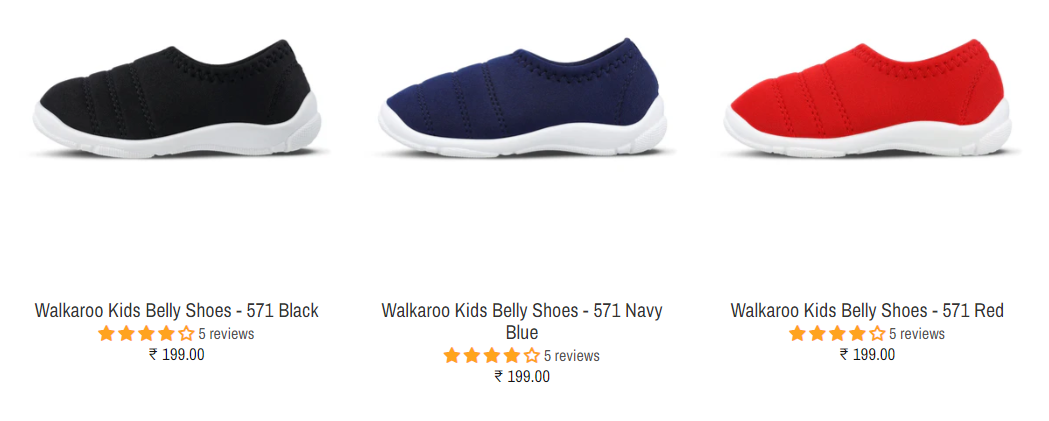 Walkaroo Kids Belly Shoes - 571 Black
5 reviews
₹ 199.00
Walkaroo Kids Belly Shoes - 571 Navy
Blue
5 reviews
₹ 199.00
Walkaroo Kids Belly Shoes - 571 Red
5 reviews
₹ 199.00